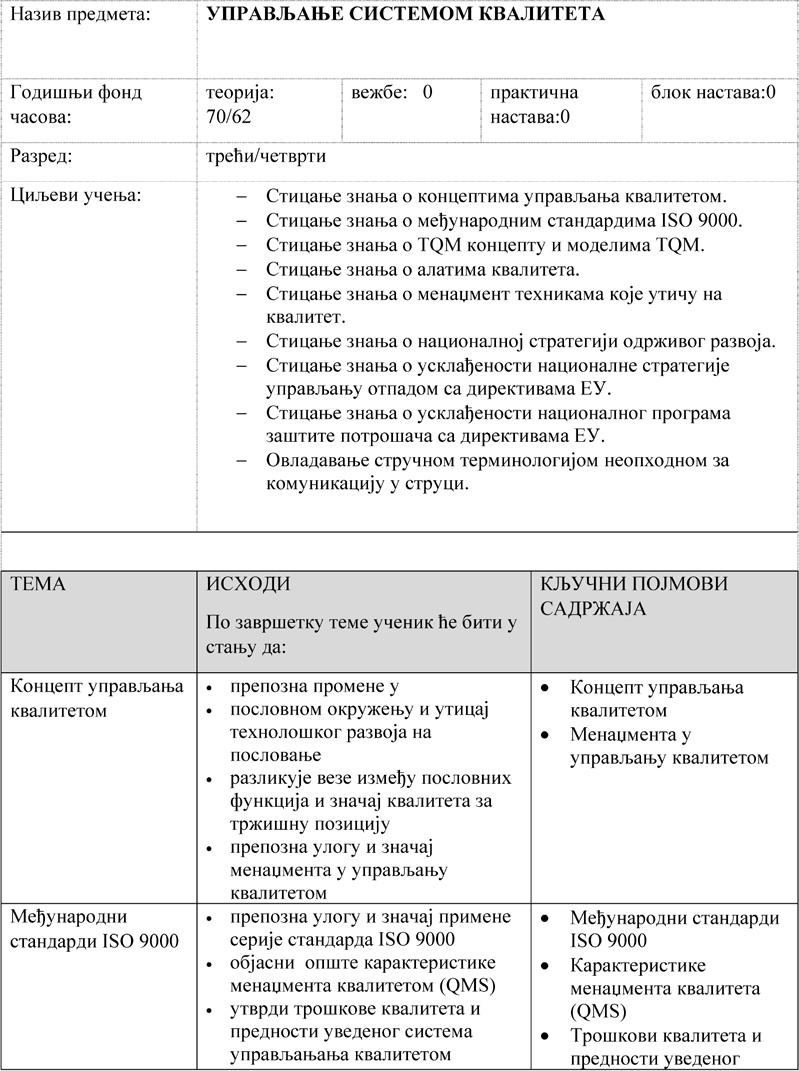 Назив предмета: УПРАВЉАЊЕ СИСТЕМОМ КВАЛИТЕТА
Годишњи фонд часова:
теорија: 70/62
вежбе: 0
практична настава:0
блок настава:0
Разред: трећи/четврти
Циљеви учења:
– Стицање знања о концептима управљања квалитетом.
– Стицање знања о међународним стандардима ISO 9000.
– Стицање знања о TQM концепту и моделима TQM.
– Стицање знања о алатима квалитета.
– Стицање знања о менаџмент техникама које утичу на
квалитет.
– Стицање знања о националној стратегији одрживог развоја.
– Стицање знања о усклађености националне стратегије
управљању отпадом са директивама ЕУ.
– Стицање знања о усклађености националног програма
заштите потрошача са директивама ЕУ.
– Овладавање стручном терминологијом неопходном за
комуникацију у струци.
ТЕМА
ИСХОДИ
По завршетку теме ученик ће бити у
стању да:
КЉУЧНИ ПОЈМОВИ
САДРЖАЈА
Концепт управљања
квалитетом
• препозна промене у
• пословном окружењу и утицај
технолошког развоја на
пословање
• разликује везе између пословних
функција и значај квалитета за
тржишну позицију
• препозна улогу и значај
менаџмента у управљању
квалитетом
• Концепт управљања
квалитетом
• Менаџмента у
управљању квалитетом
Међународни
стандарди ISO 9000
• препозна улогу и значај примене
серије стандарда ISO 9000
• објасни опште карактеристике
менаџмента квалитетом (QMS)
• утврди трошкове квалитета и
предности уведеног система
управљањања квалитетом
• Међународни стандарди
ISO 9000
• Карактеристике
менаџмента квалитета
(QMS)
• Трошкови квалитета и
предности уведеног